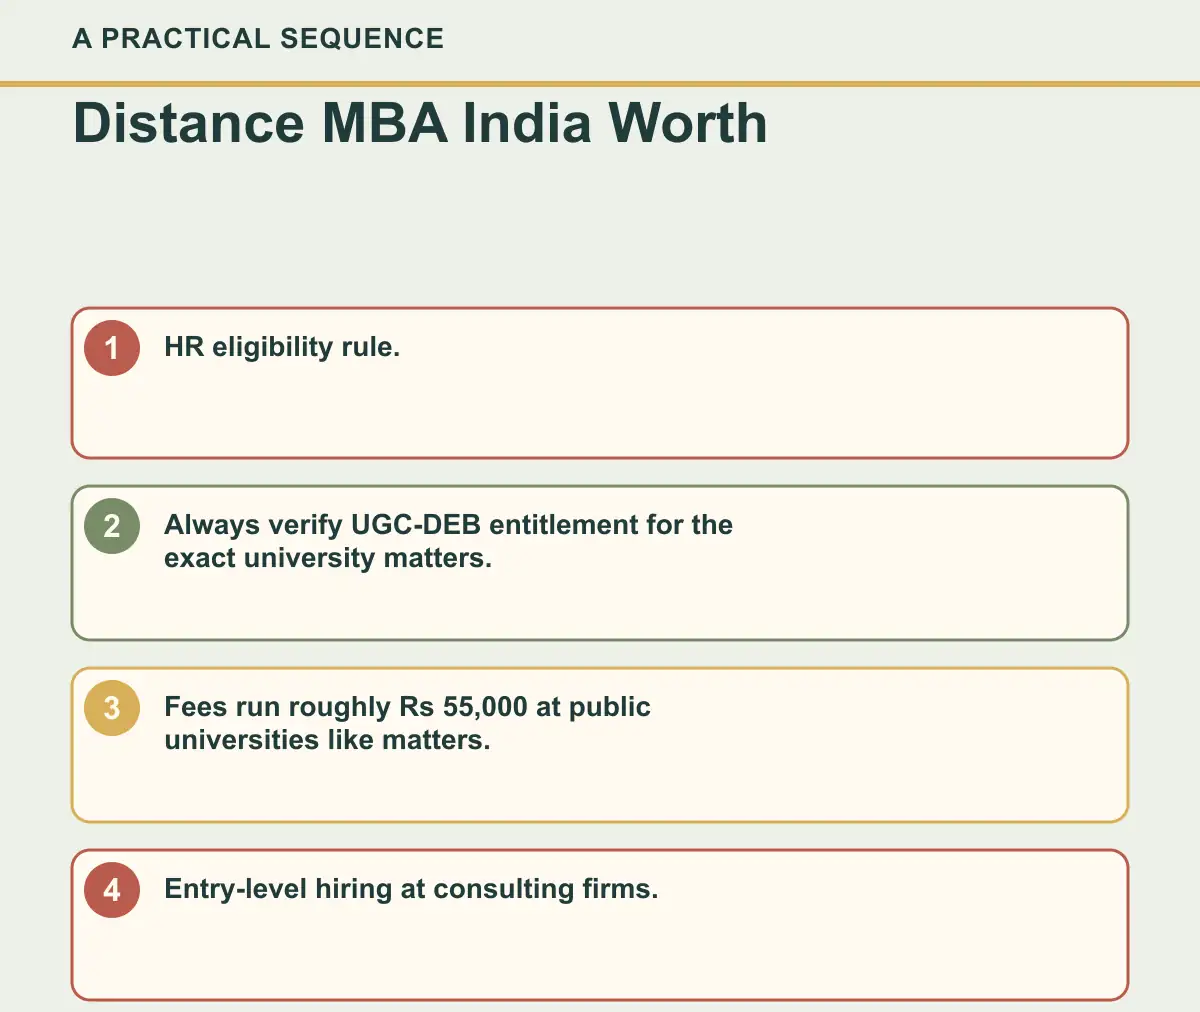 A PRACTICAL SEQUENCE
Distance MBA India Worth
1
HR eligibility rule.
2
Always verify UGC-DEB entitlement for the
exact university matters.
3
Fees run roughly Rs 55,000 at public
universities like matters.
4
Entry-level hiring at consulting firms.